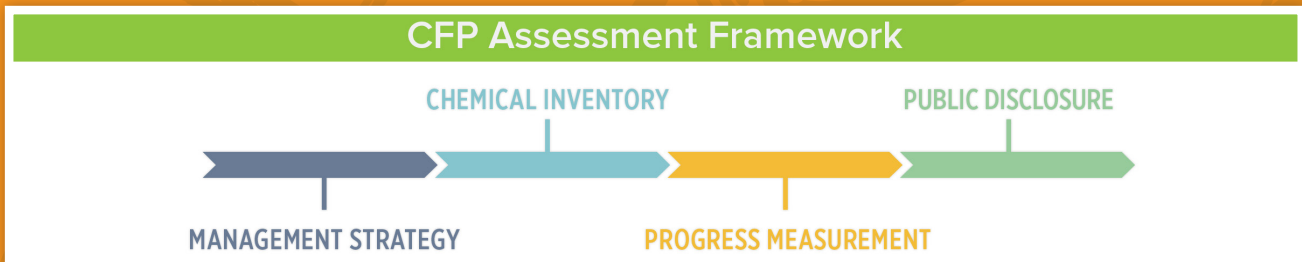 CFP Assessment Framework
CHEMICAL INVENTORY
PUBLIC DISCLOSURE
MANAGEMENT STRATEGY
PROGRESS MEASUREMENT